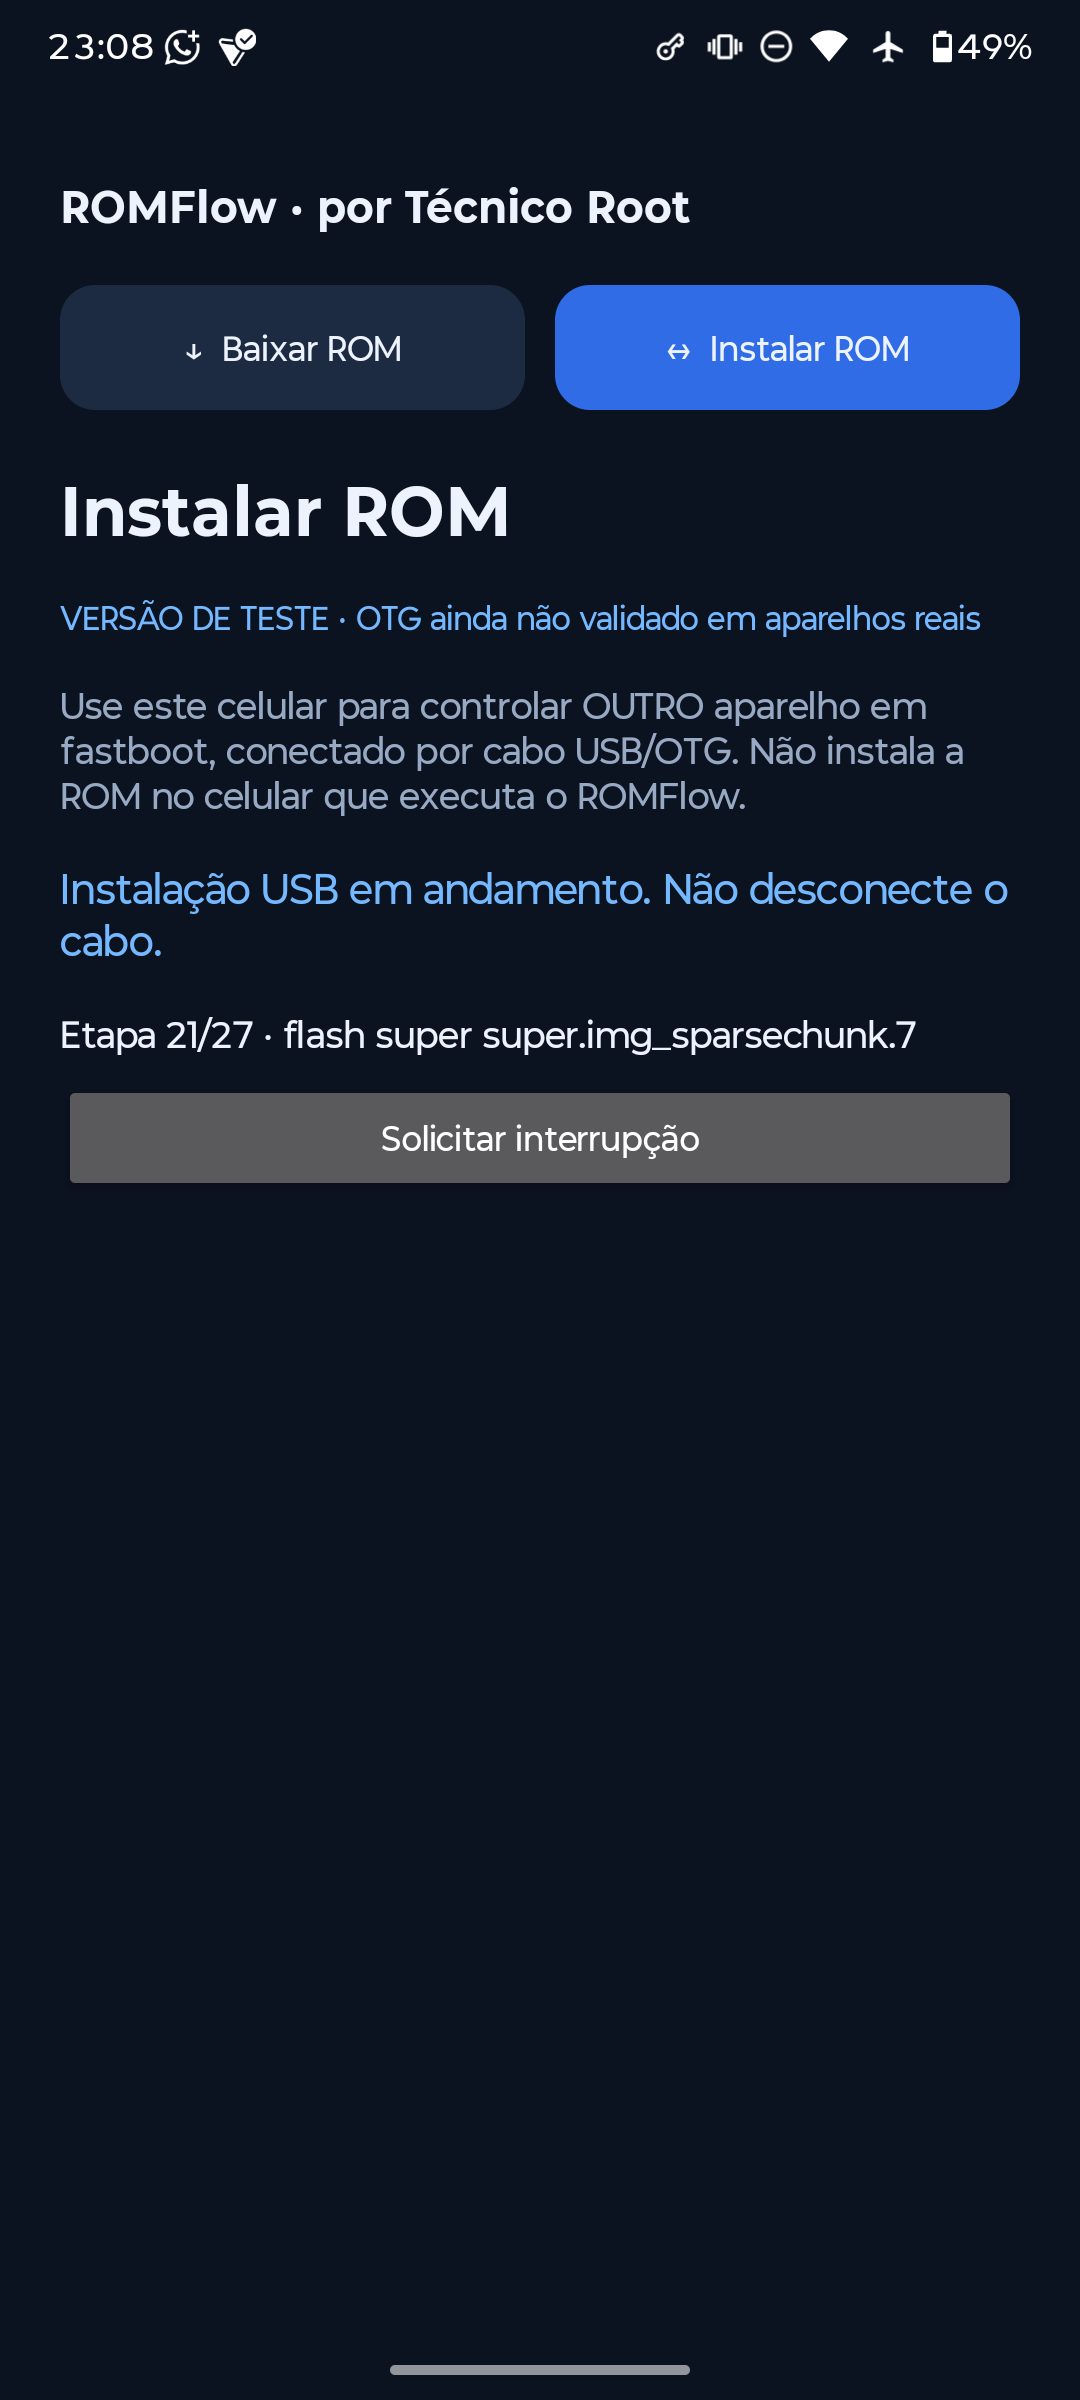 23:08
49%
ROMFlow · por Técnico Root
↓ Baixar ROM
↔ Instalar ROM
Instalar ROM
VERSÃO DE TESTE · OTG ainda não validado em aparelhos reais
Use este celular para controlar OUTRO aparelho em
fastboot, conectado por cabo USB/OTG. Não instala a
ROM no celular que executa o ROMFlow.
Instalação USB em andamento. Não desconecte o
cabo.
Etapa 21/27 · flash super super.img_sparsechunk.7
Solicitar interrupção